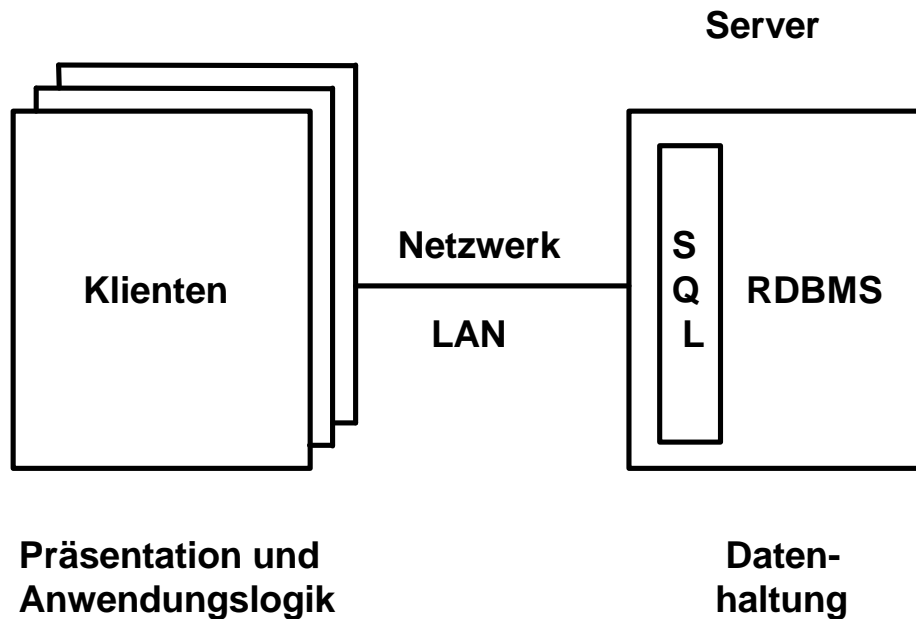 Server
Klienten
Netzwerk
LAN
S
Q
L
RDBMS
Präsentation und
Anwendungslogik
Daten-
haltung